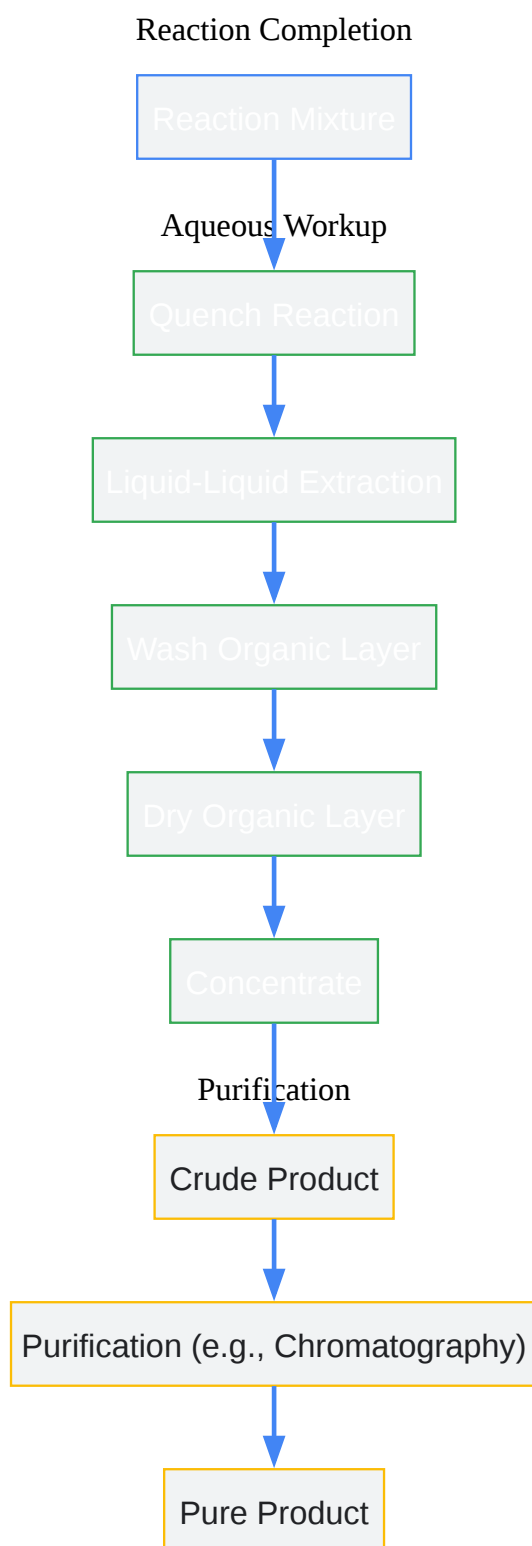 Reaction Completion
Reaction Mixture
Aqueous Workup
Quench Reaction
Liquid-Liquid Extraction
Wash Organic Layer
Dry Organic Layer
Concentrate
Purification
Crude Product
Purification (e.g., Chromatography)
Pure Product